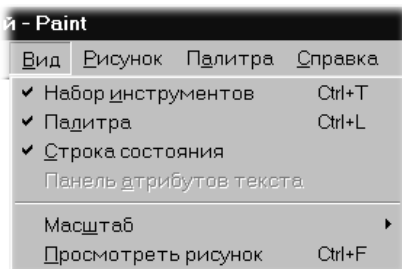 й - Paint
Вид Рисунок Палитра Справка
Набор инструментов Ctrl+T
Палитра Ctrl+L
Строка состояния
Панель атрибутов текста
Масштаб
Просмотреть рисунок Ctrl+F